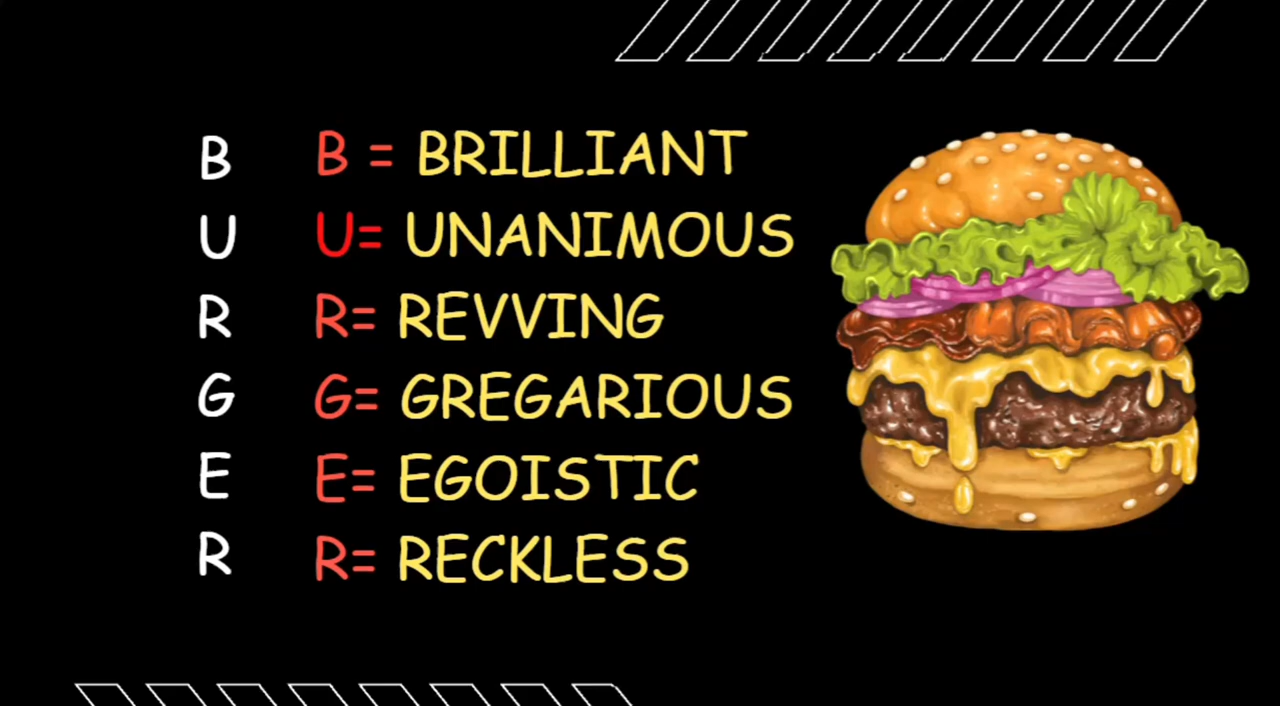 B B = BRILLIANT
U U= UNANIMOUS
R R= REVVING
G G= GREGARIOUS
E E= EGOISTIC
R R= RECKLESS